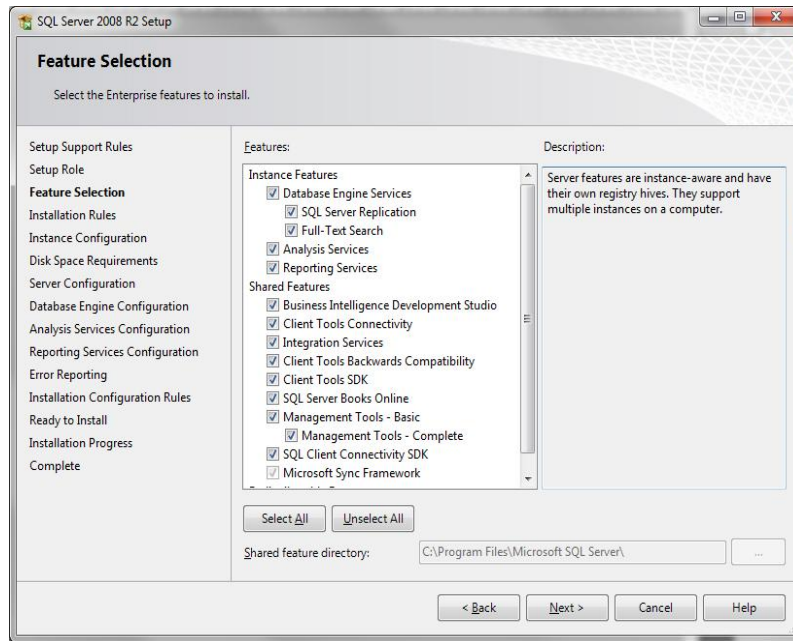 SQL Server 2008 R2 Setup
Feature Selection
Select the Enterprise features to install.
Setup Support Rules
Setup Role
Feature Selection
Installation Rules
Instance Configuration
Disk Space Requirements
Server Configuration
Database Engine Configuration
Analysis Services Configuration
Reporting Services Configuration
Error Reporting
Installation Configuration Rules
Ready to Install
Installation Progress
Complete
Features:
Instance Features
Database Engine Services
SQL Server Replication
Full-Text Search
Analysis Services
Reporting Services
Shared Features
Business Intelligence Development Studio
Client Tools Connectivity
Integration Services
Client Tools Backwards Compatibility
Client Tools SDK
SQL Server Books Online
Management Tools - Basic
Management Tools - Complete
SQL Client Connectivity SDK
Microsoft Sync Framework
Description:
Server features are instance-aware and have
their own registry hives. They support
multiple instances on a computer.
Select All
Unselect All
Shared feature directory:
C:\Program Files\Microsoft SQL Server\
...
< Back
Next >
Cancel
Help